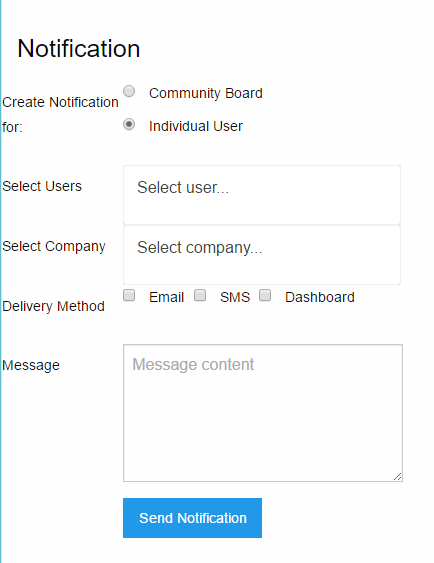 Notification
Create Notification for:
Community Board
Individual User
Select Users
Select user...
Select Company
Select company...
Delivery Method
Email SMS Dashboard
Message
Message content
Send Notification